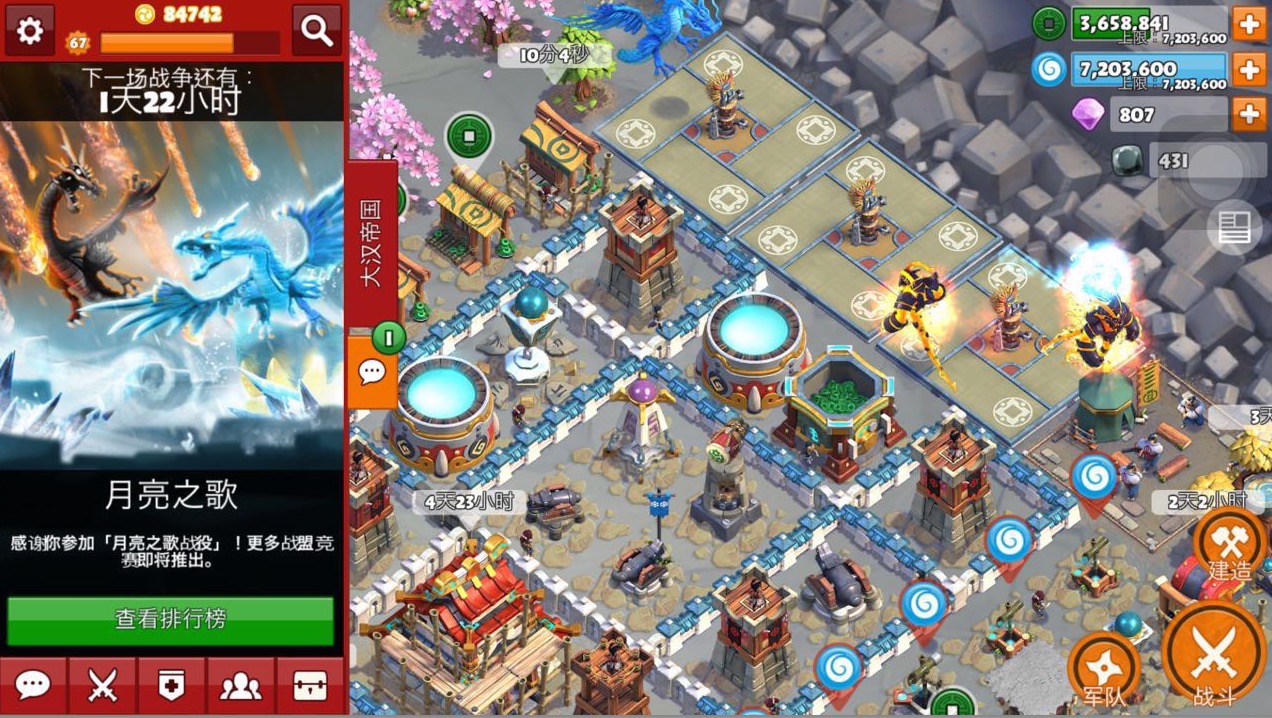 84742
67
下一场战争还有：
1天22小时
月亮之歌
感谢你参加「月亮之歌战役」！更多战盟竞
赛即将推出。
查看排行榜
大汉帝国
10分4秒
4天23小时
3,658,841
上限：7,203,600
7,203,600
上限：7,203,600
807
431
3天
2天2小时
建造
军队
战斗